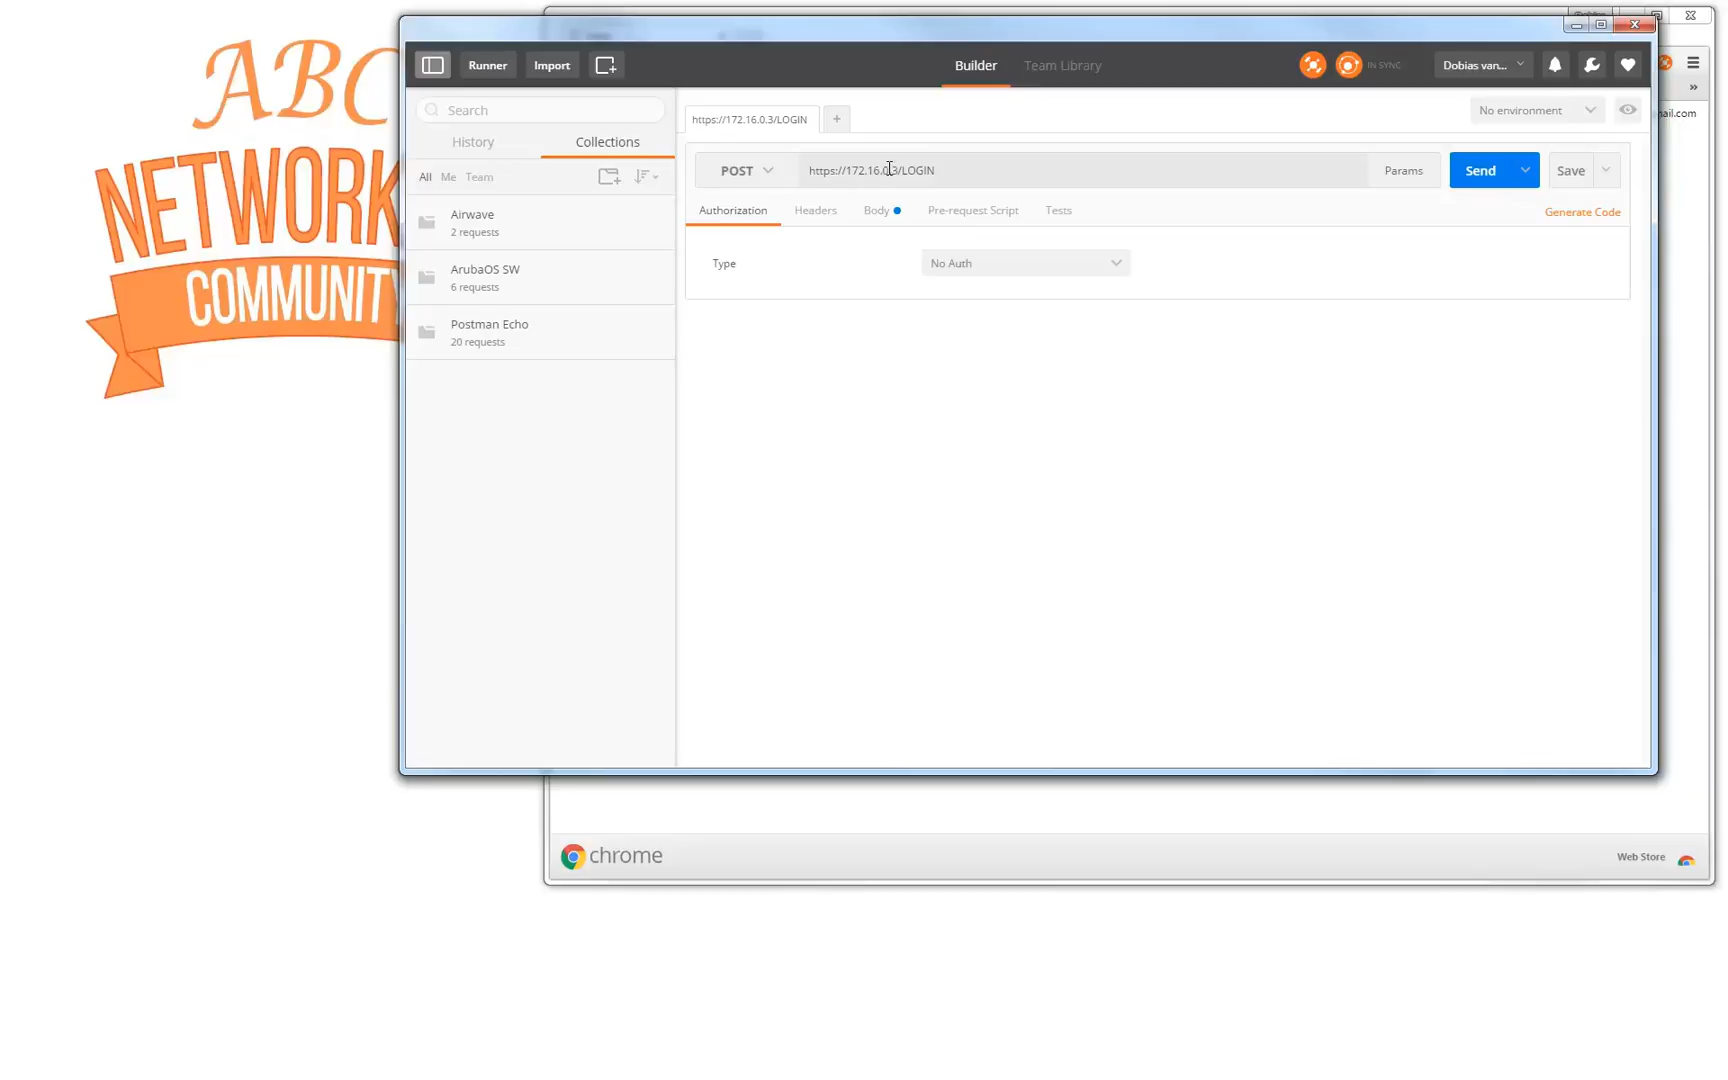 ABC
NETWORK
COMMUNITY
Runner
Import
Builder
Team Library
IN SYNC
Dobias van...
Search
History
Collections
All
Me
Team
Airwave
2 requests
ArubaOS SW
6 requests
Postman Echo
20 requests
https://172.16.0.3/LOGIN
+
No environment
POST
https://172.16.0.3/LOGIN
Params
Send
Save
Authorization
Headers
Body
Pre-request Script
Tests
Generate Code
Type
No Auth
ail.com
»
chrome
Web Store